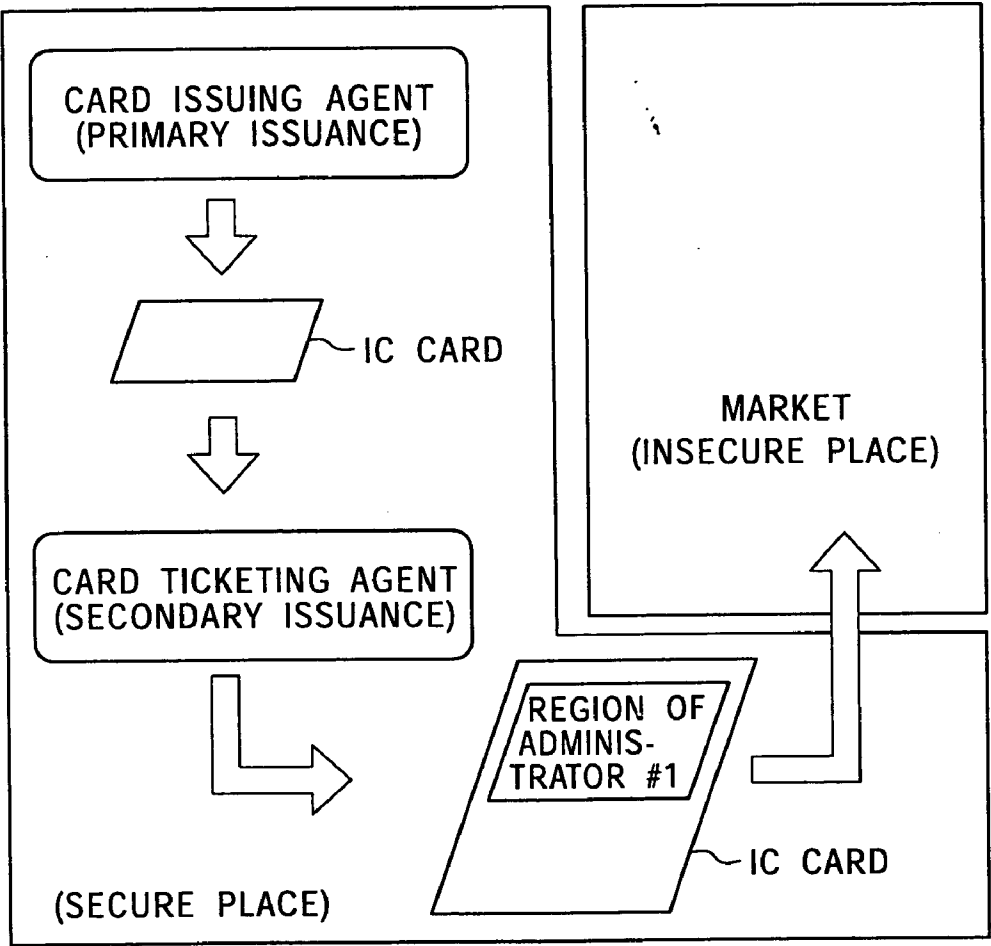 CARD ISSUING AGENT
(PRIMARY ISSUANCE)
IC CARD
CARD TICKETING AGENT
(SECONDARY ISSUANCE)
REGION OF
ADMINIS-
TRATOR #1
IC CARD
(SECURE PLACE)
MARKET
(INSECURE PLACE)